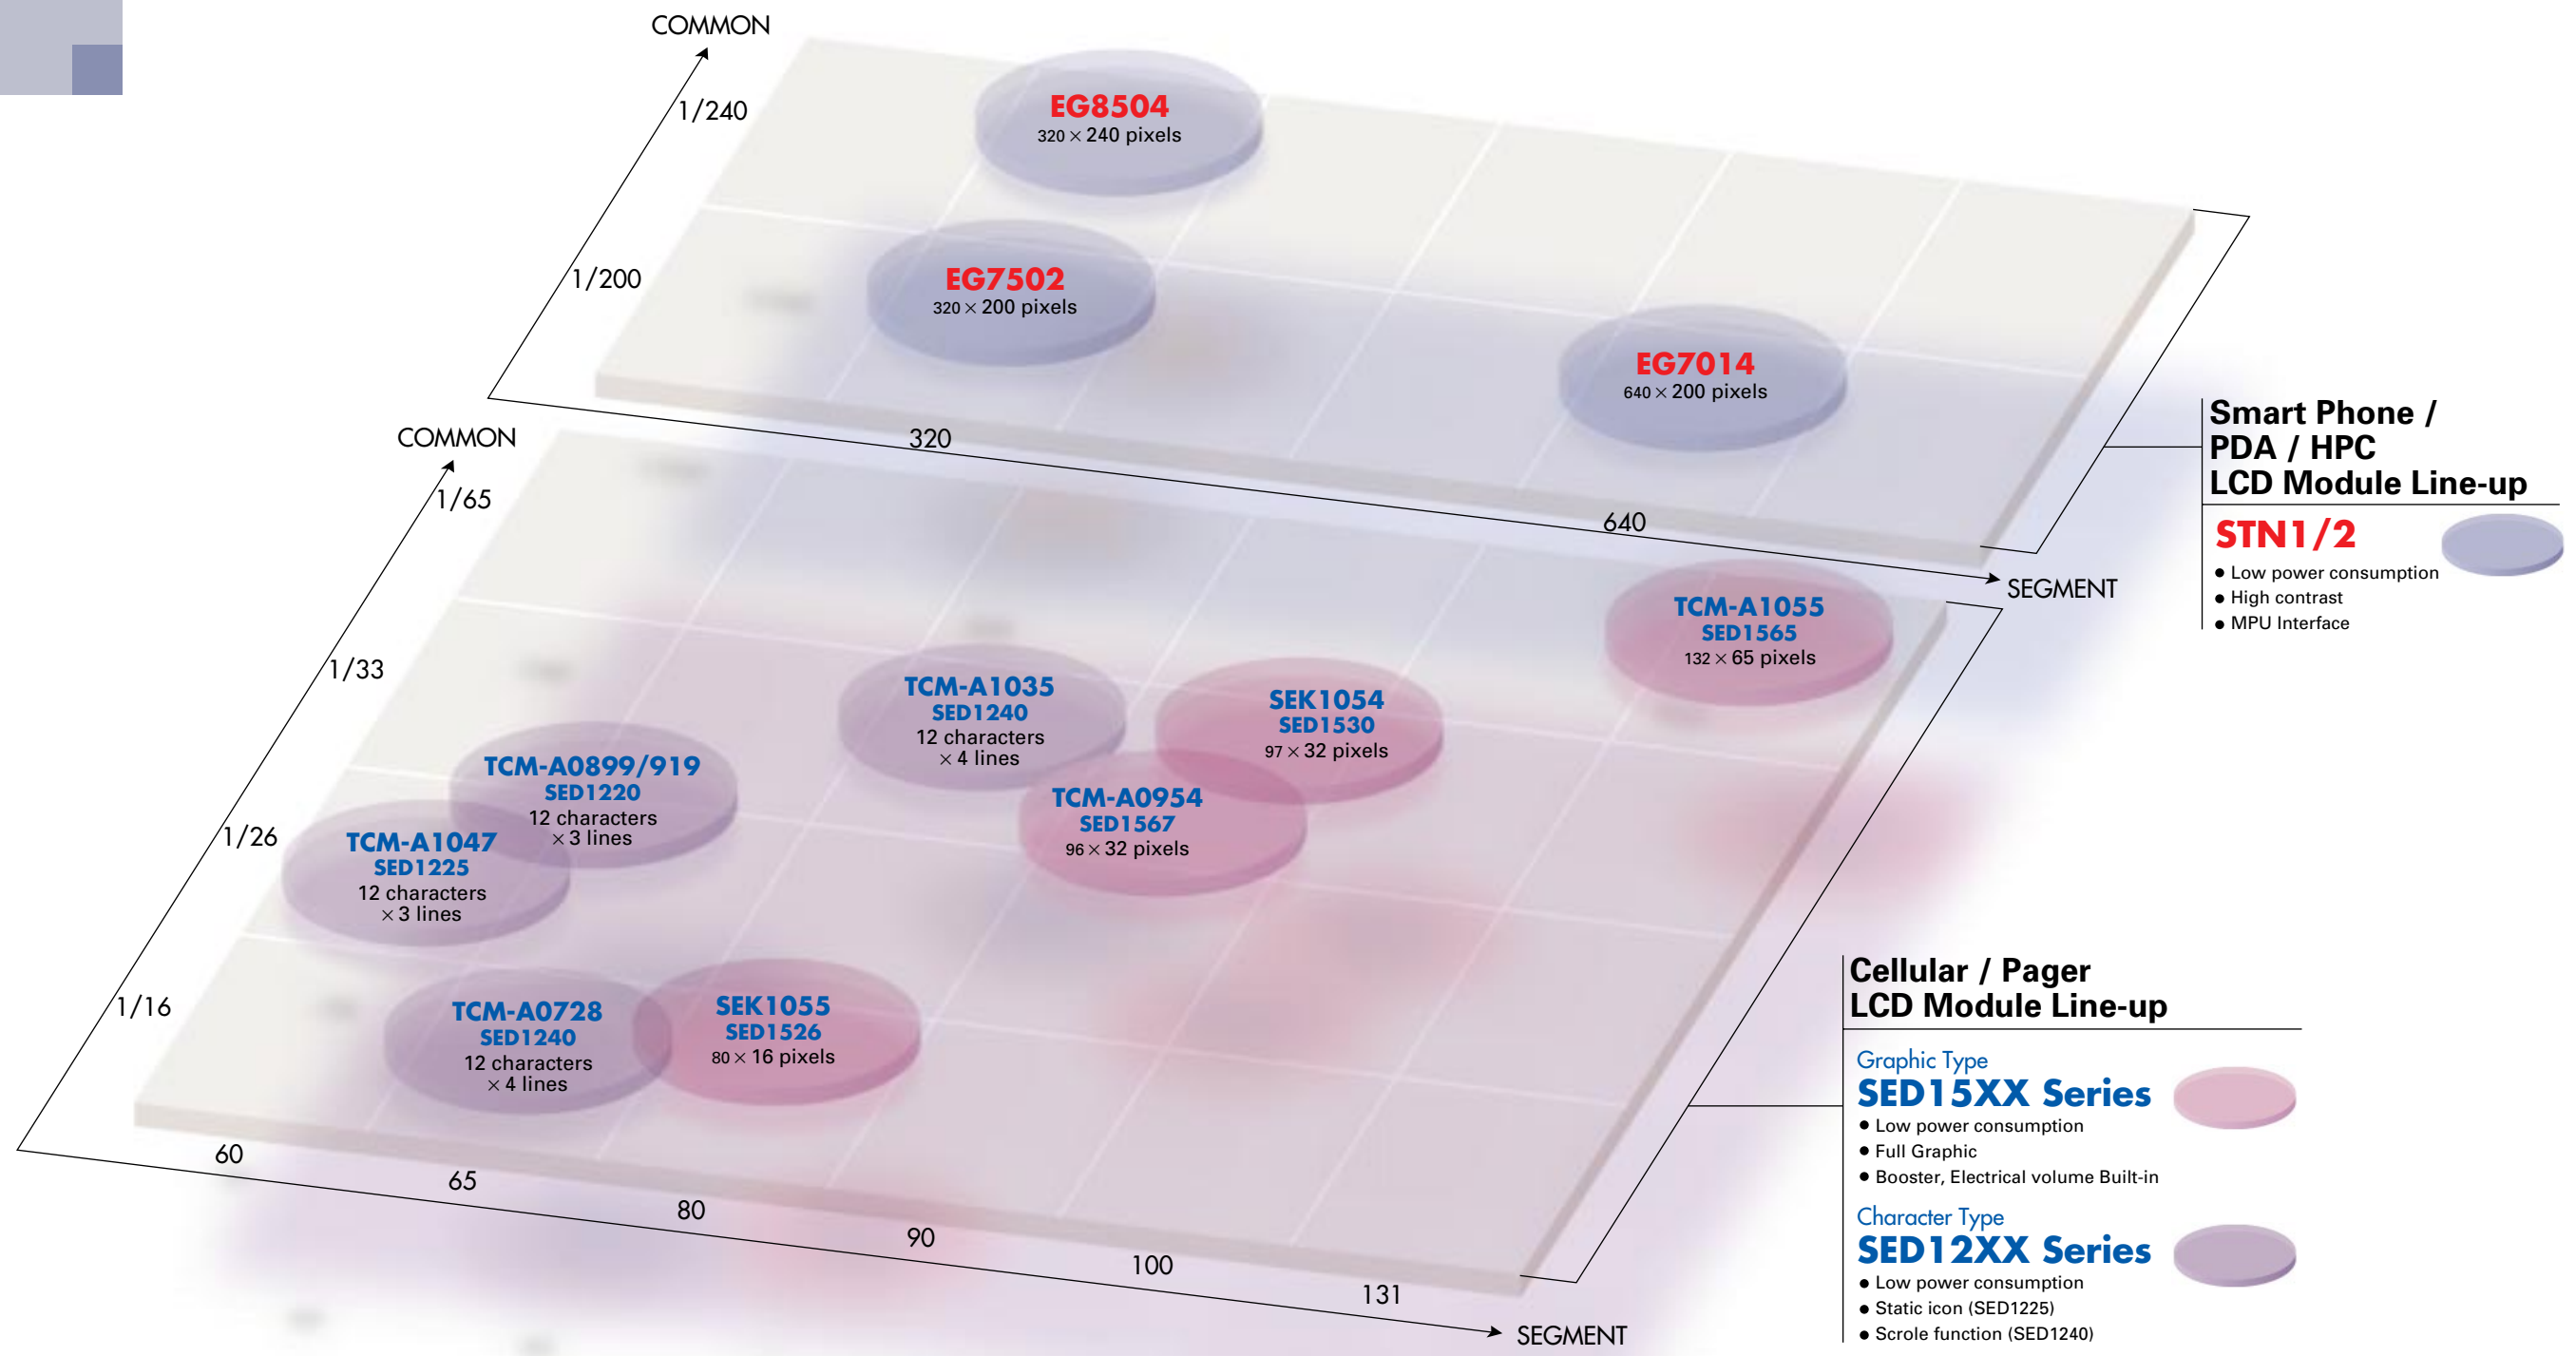 COMMON
1/240
1/200
EG8504
320 × 240 pixels
EG7502
320 × 200 pixels
EG7014
640 × 200 pixels
320
640
SEGMENT
Smart Phone /
PDA / HPC
LCD Module Line-up
STN1/2
● Low power consumption
● High contrast
● MPU Interface
COMMON
1/65
1/33
1/26
1/16
TCM-A1055
SED1565
132 × 65 pixels
TCM-A1035
SED1240
12 characters
× 4 lines
SEK1054
SED1530
97 × 32 pixels
TCM-A0899/919
SED1220
12 characters
× 3 lines
TCM-A0954
SED1567
96 × 32 pixels
TCM-A1047
SED1225
12 characters
× 3 lines
TCM-A0728
SED1240
12 characters
× 4 lines
SEK1055
SED1526
80 × 16 pixels
60
65
80
90
100
131
SEGMENT
Cellular / Pager
LCD Module Line-up
Graphic Type
SED15XX Series
● Low power consumption
● Full Graphic
● Booster, Electrical volume Built-in
Character Type
SED12XX Series
● Low power consumption
● Static icon (SED1225)
● Scrole function (SED1240)